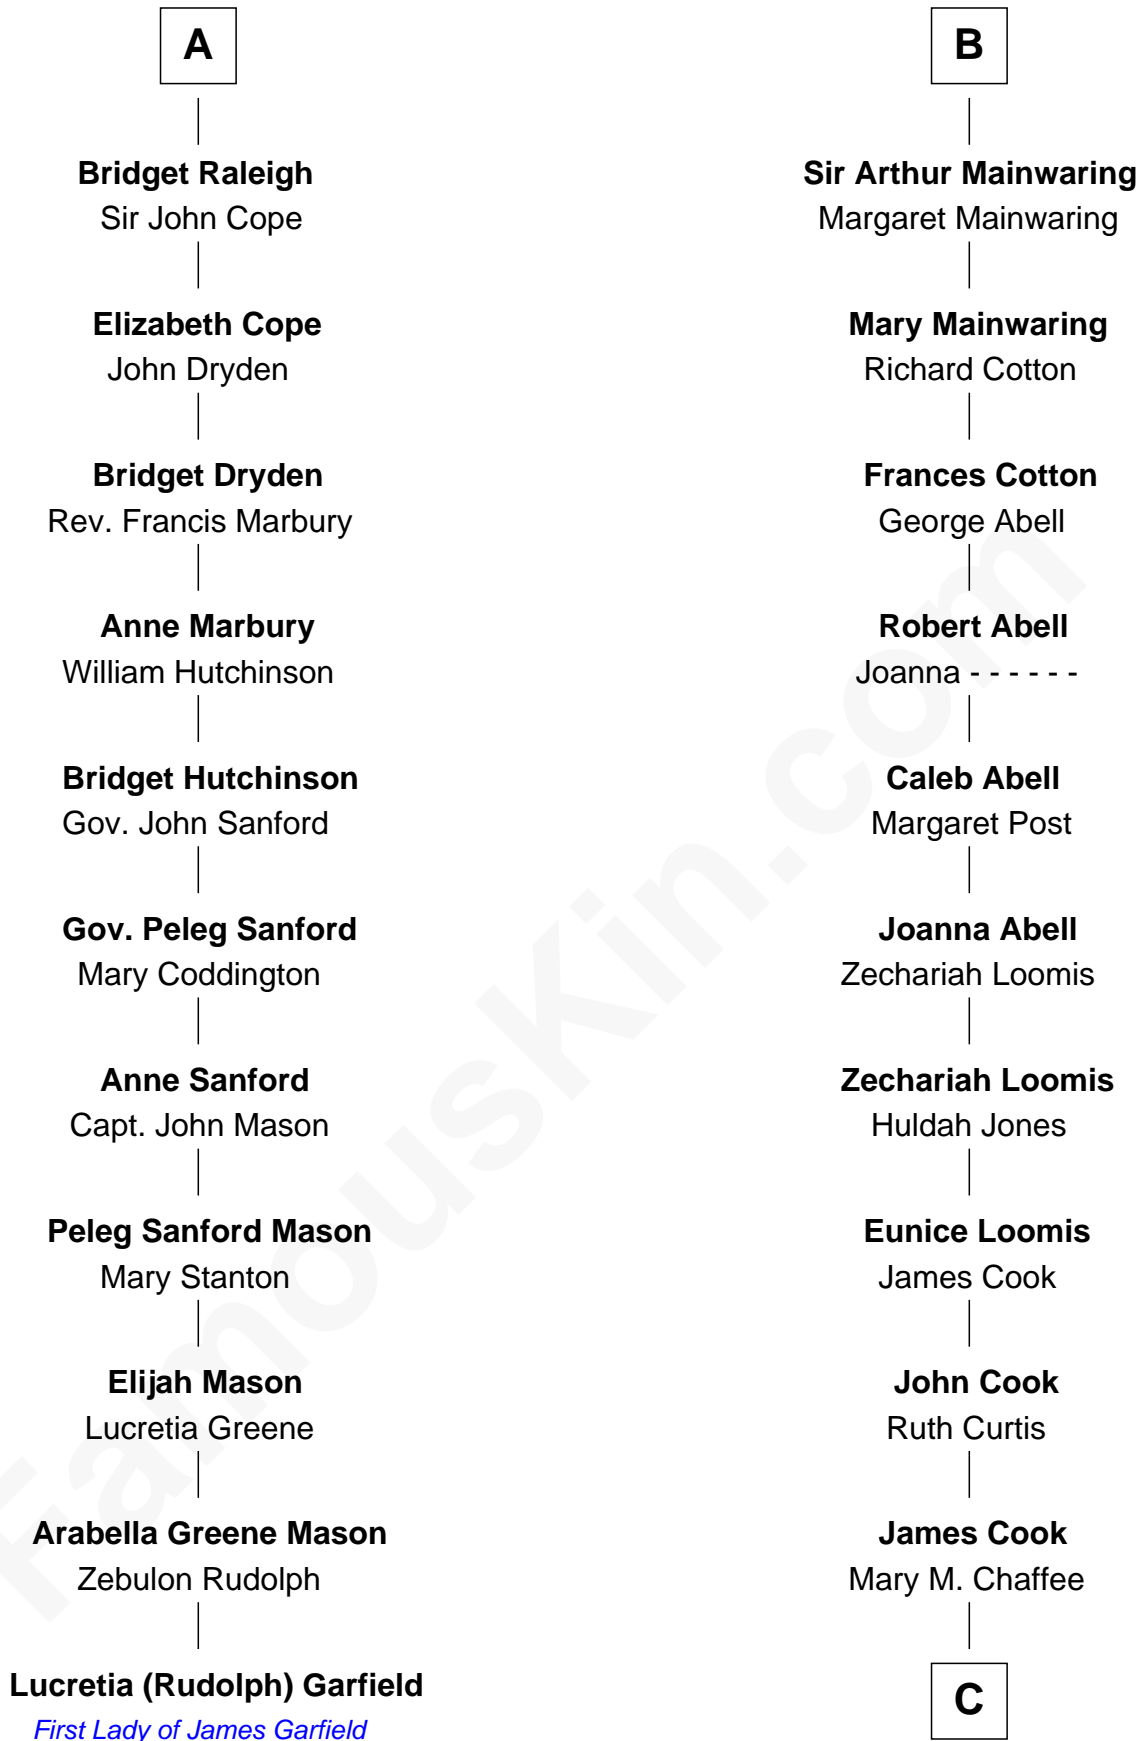 A
Bridget Raleigh
Sir John Cope
Elizabeth Cope
John Dryden
Bridget Dryden
Rev. Francis Marbury
Anne Marbury
William Hutchinson
Bridget Hutchinson
Gov. John Sanford
Gov. Peleg Sanford
Mary Coddington
Anne Sanford
Capt. John Mason
Peleg Sanford Mason
Mary Stanton
Elijah Mason
Lucretia Greene
Arabella Greene Mason
Zebulon Rudolph
Lucretia (Rudolph) Garfield
First Lady of James Garfield
B
Sir Arthur Mainwaring
Margaret Mainwaring
Mary Mainwaring
Richard Cotton
Frances Cotton
George Abell
Robert Abell
Joanna - - - - - -
Caleb Abell
Margaret Post
Joanna Abell
Zechariah Loomis
Zechariah Loomis
Huldah Jones
Eunice Loomis
James Cook
John Cook
Ruth Curtis
James Cook
Mary M. Chaffee
C
FamousKin.com